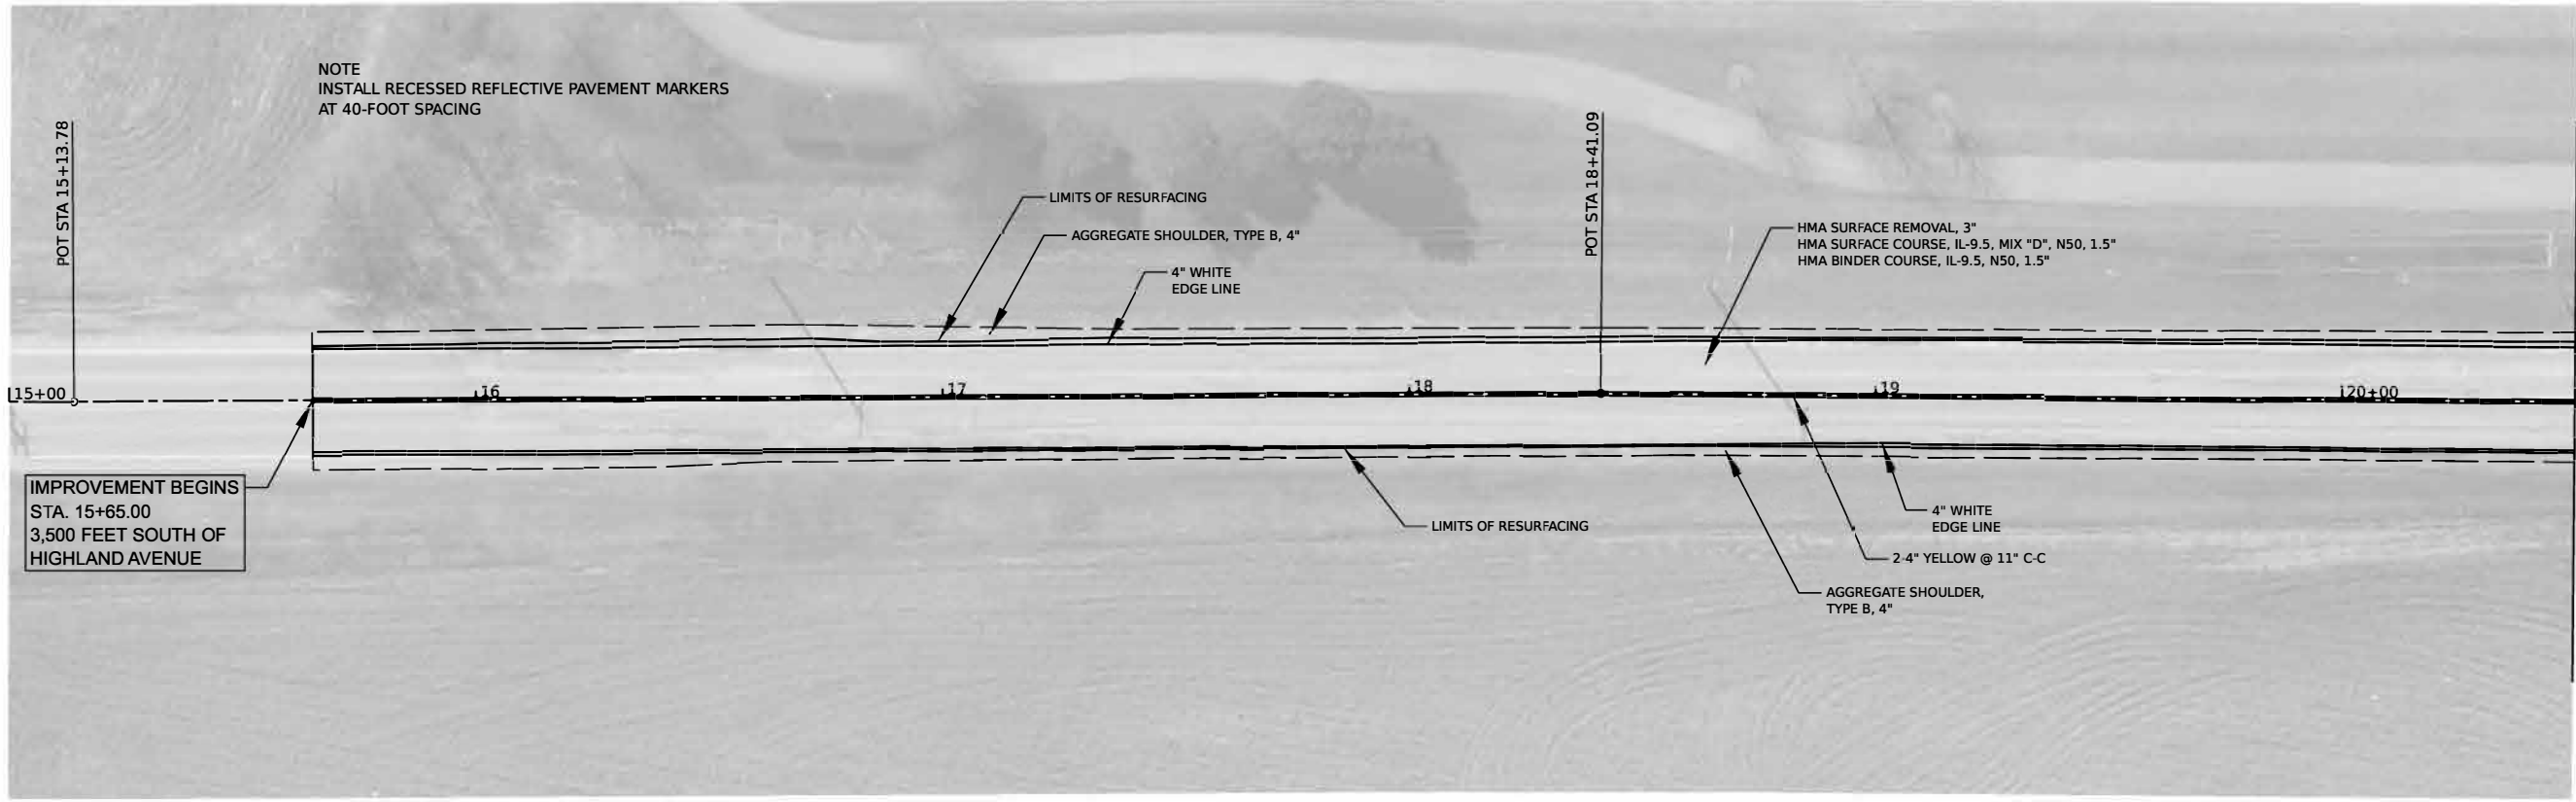 NOTE
INSTALL RECESSED REFLECTIVE PAVEMENT MARKERS
AT 40-FOOT SPACING
POT STA 15+13.78
POT STA 18+41.09
LIMITS OF RESURFACING
AGGREGATE SHOULDER, TYPE B, 4"
4" WHITE
EDGE LINE
HMA SURFACE REMOVAL, 3"
HMA SURFACE COURSE, IL-9.5, MIX "D", N50, 1.5"
HMA BINDER COURSE, IL-9.5, N50, 1.5"
15+00
16
17
18
19
20+00
IMPROVEMENT BEGINS
STA. 15+65.00
3,500 FEET SOUTH OF
HIGHLAND AVENUE
LIMITS OF RESURFACING
4" WHITE
EDGE LINE
2-4" YELLOW @ 11" C-C
AGGREGATE SHOULDER,
TYPE B, 4"